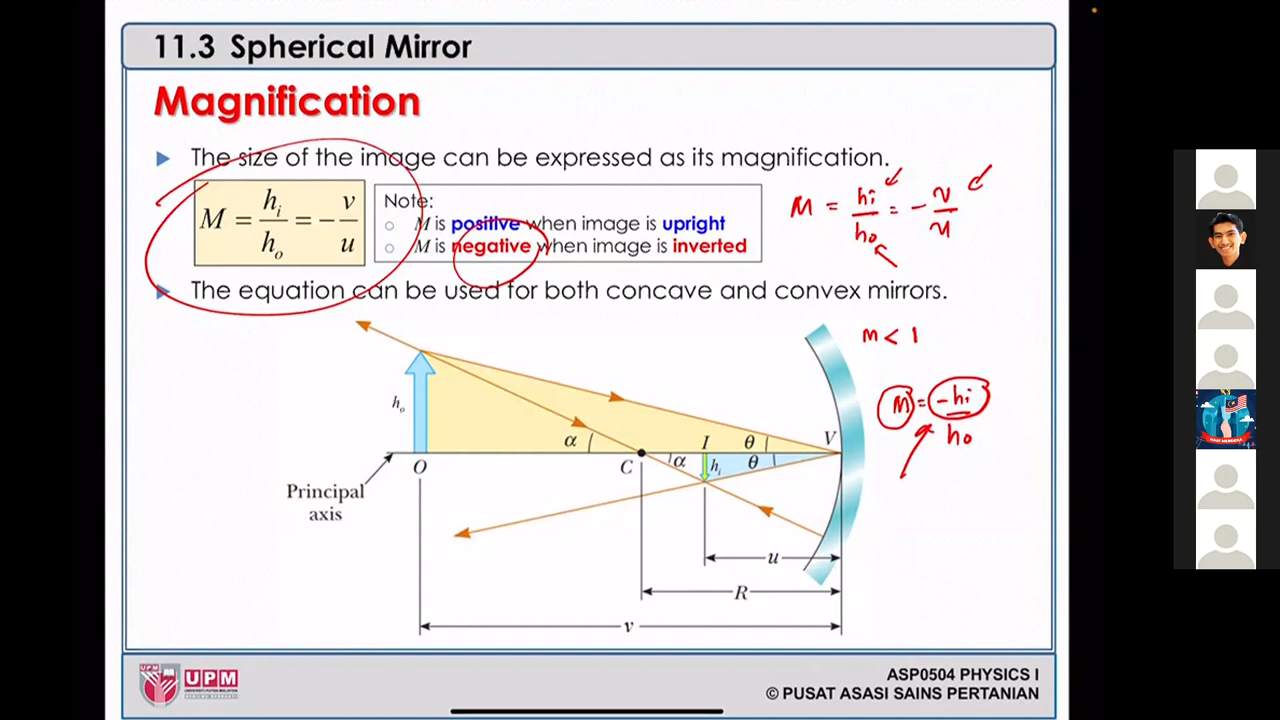 11.3 Spherical Mirror
Magnification
The size of the image can be expressed as its magnification.
M = hᵢ/hₒ = − v/u
Note:
M is positive when image is upright
M is negative when image is inverted
M = hi/ho = − v/u
The equation can be used for both concave and convex mirrors.
m < 1
M = −hi/ho
hₒ
α
I
θ
V
O
C
α
hᵢ
θ
Principal
axis
u
R
v
UPM
UPM
ASP0504 PHYSICS I
© PUSAT ASASI SAINS PERTANIAN